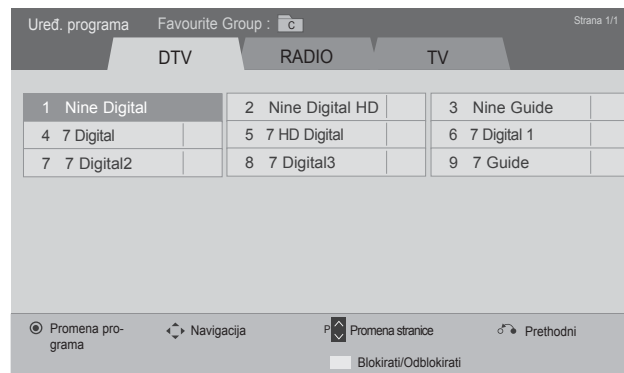 Uređ. programa Favourite Group : C Strana 1/1
DTV RADIO TV
1 Nine Digital 2 Nine Digital HD 3 Nine Guide
4 7 Digital 5 7 HD Digital 6 7 Digital 1
7 7 Digital2 8 7 Digital3 9 7 Guide
Promena pro-
grama
Navigacija P Promena stranice Prethodni
Blokirati/Odblokirati